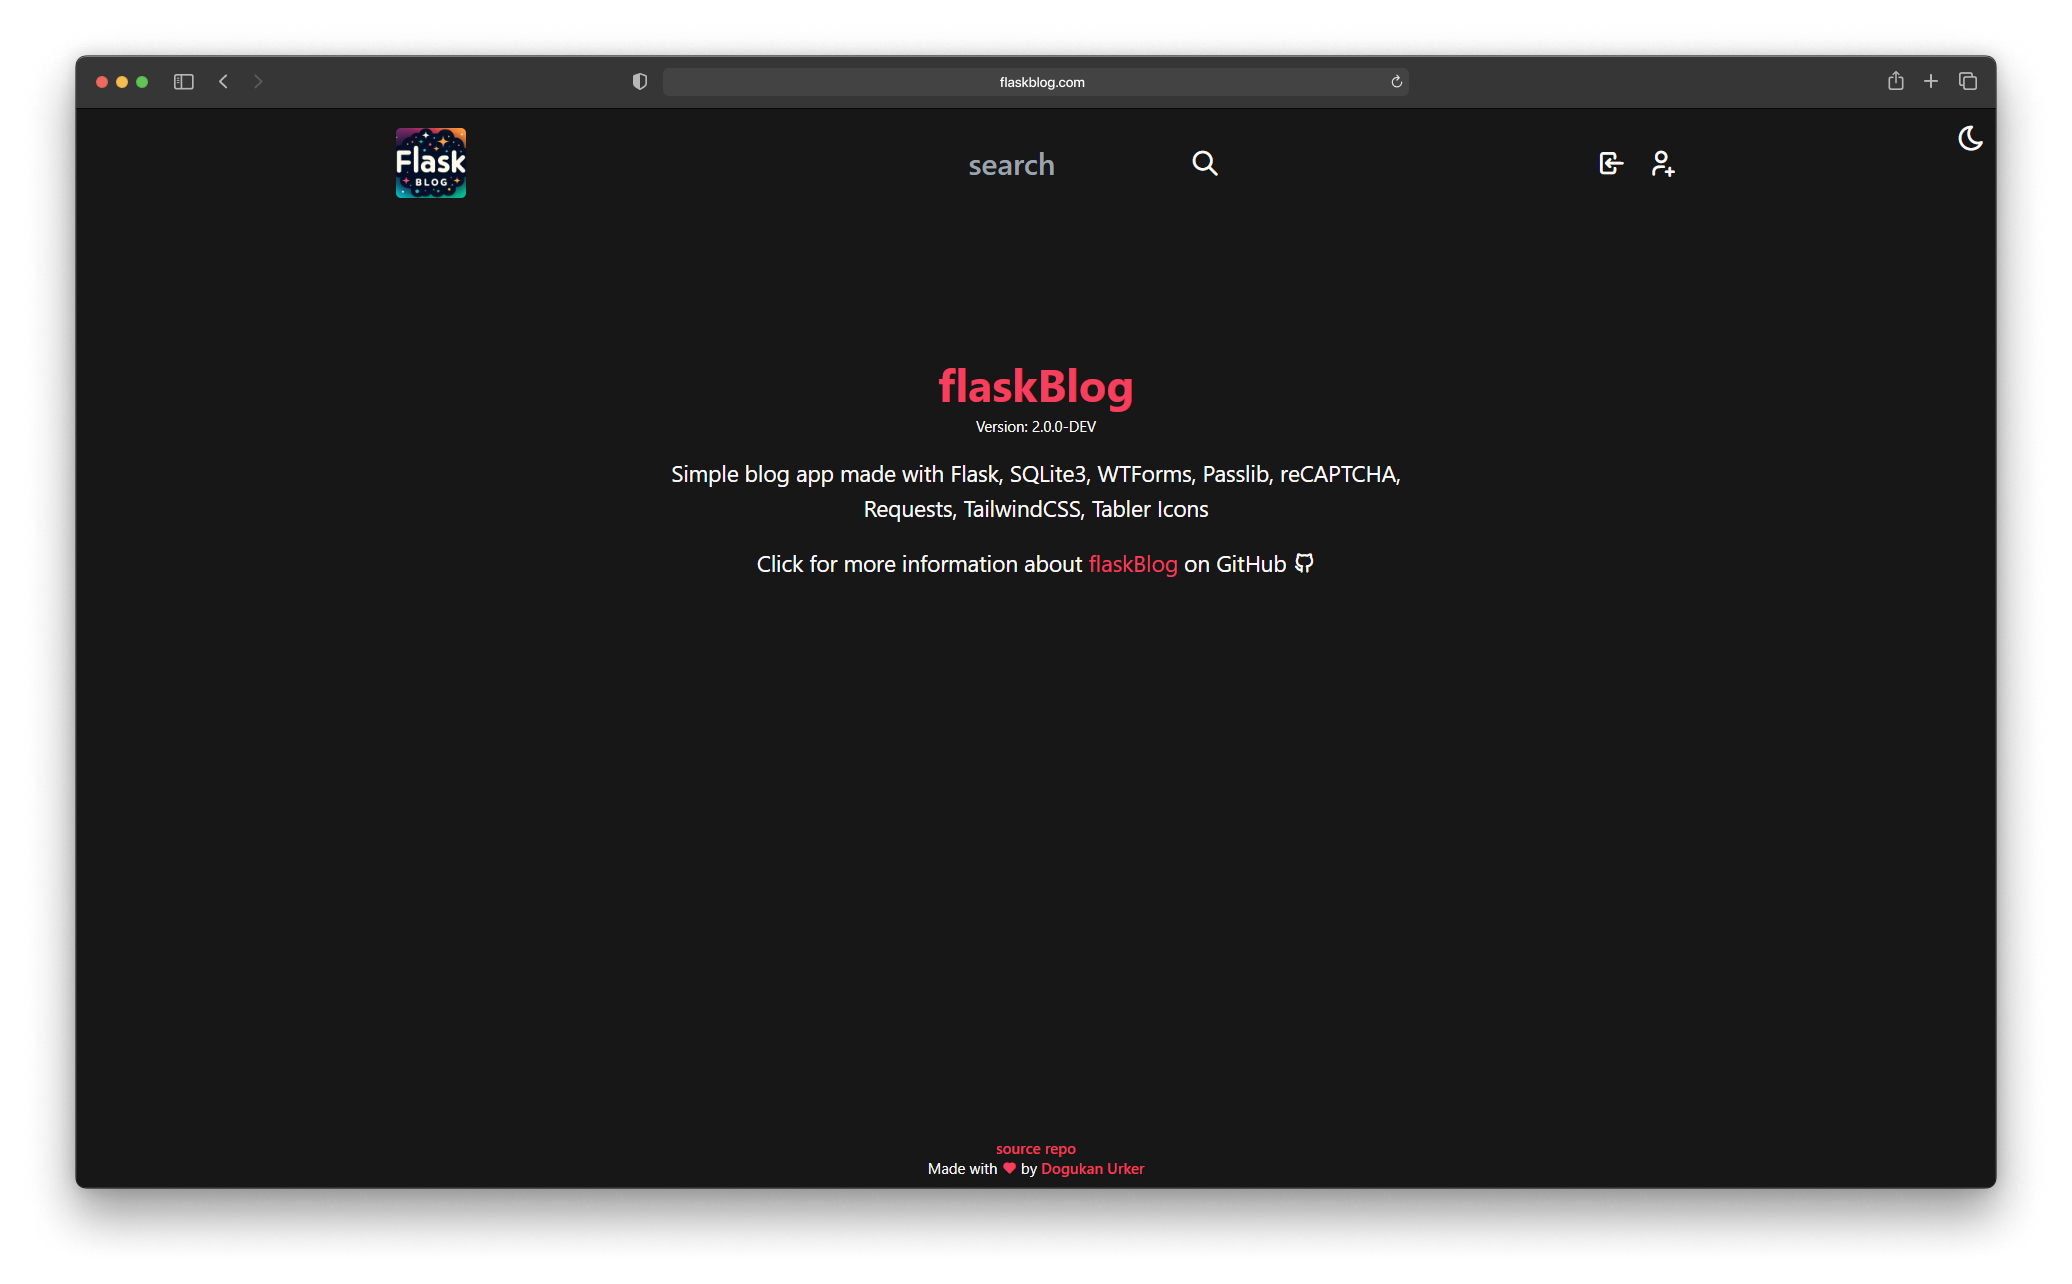 flaskblog.com
Flask
BLOG
search
flaskBlog
Version: 2.0.0-DEV
Simple blog app made with Flask, SQLite3, WTForms, Passlib, reCAPTCHA,
Requests, TailwindCSS, Tabler Icons
Click for more information about flaskBlog on GitHub
source repo
Made with ♥ by Dogukan Urker